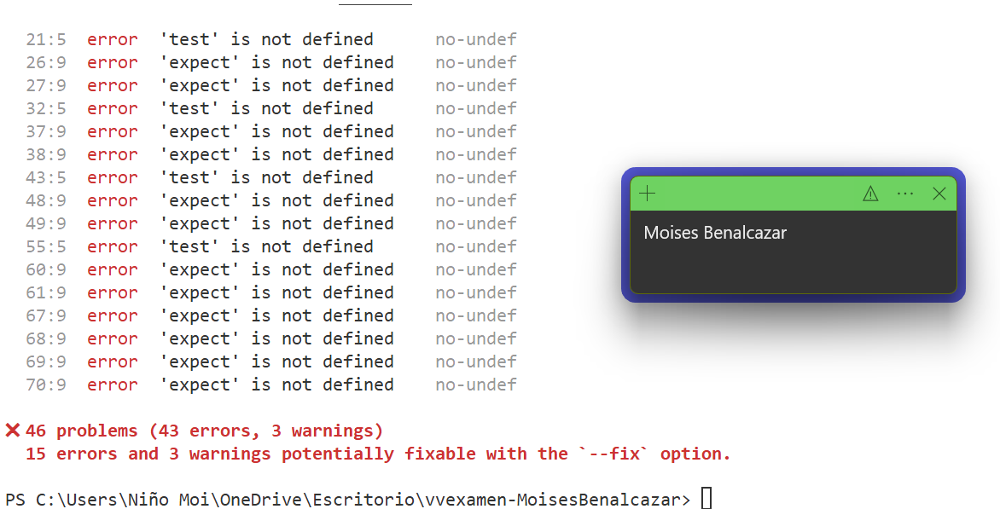 21:5  error  'test' is not defined      no-undef
26:9  error  'expect' is not defined    no-undef
27:9  error  'expect' is not defined    no-undef
32:5  error  'test' is not defined      no-undef
37:9  error  'expect' is not defined    no-undef
38:9  error  'expect' is not defined    no-undef
43:5  error  'test' is not defined      no-undef
48:9  error  'expect' is not defined    no-undef
49:9  error  'expect' is not defined    no-undef
55:5  error  'test' is not defined      no-undef
60:9  error  'expect' is not defined    no-undef
61:9  error  'expect' is not defined    no-undef
67:9  error  'expect' is not defined    no-undef
68:9  error  'expect' is not defined    no-undef
69:9  error  'expect' is not defined    no-undef
70:9  error  'expect' is not defined    no-undef
Moises Benalcazar
❌ 46 problems (43 errors, 3 warnings)
15 errors and 3 warnings potentially fixable with the `--fix` option.
PS C:\Users\Niño Moi\OneDrive\Escritorio\vvexamen-MoisesBenalcazar>